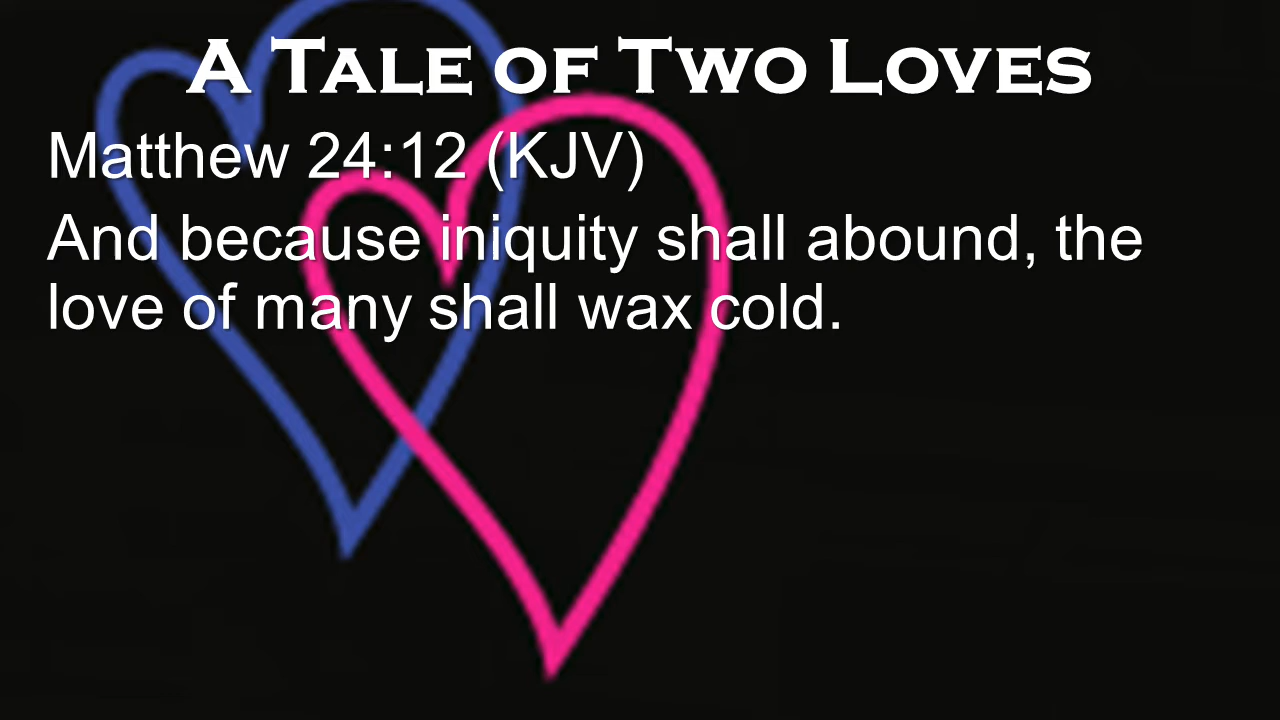 A Tale of Two Loves
Matthew 24:12 (KJV)
And because iniquity shall abound, the
love of many shall wax cold.